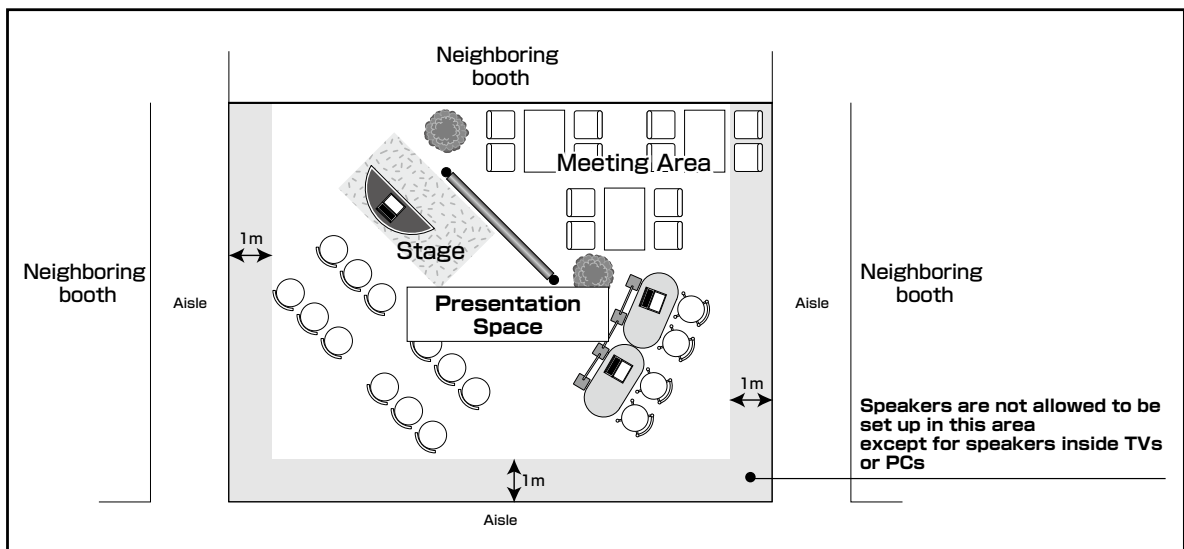 Neighboring
booth
Meeting Area
1m
Stage
Neighboring
booth
Aisle
Presentation
Space
Aisle
Neighboring
booth
1m
Speakers are not allowed to be
set up in this area
except for speakers inside TVs
or PCs
1m
Aisle